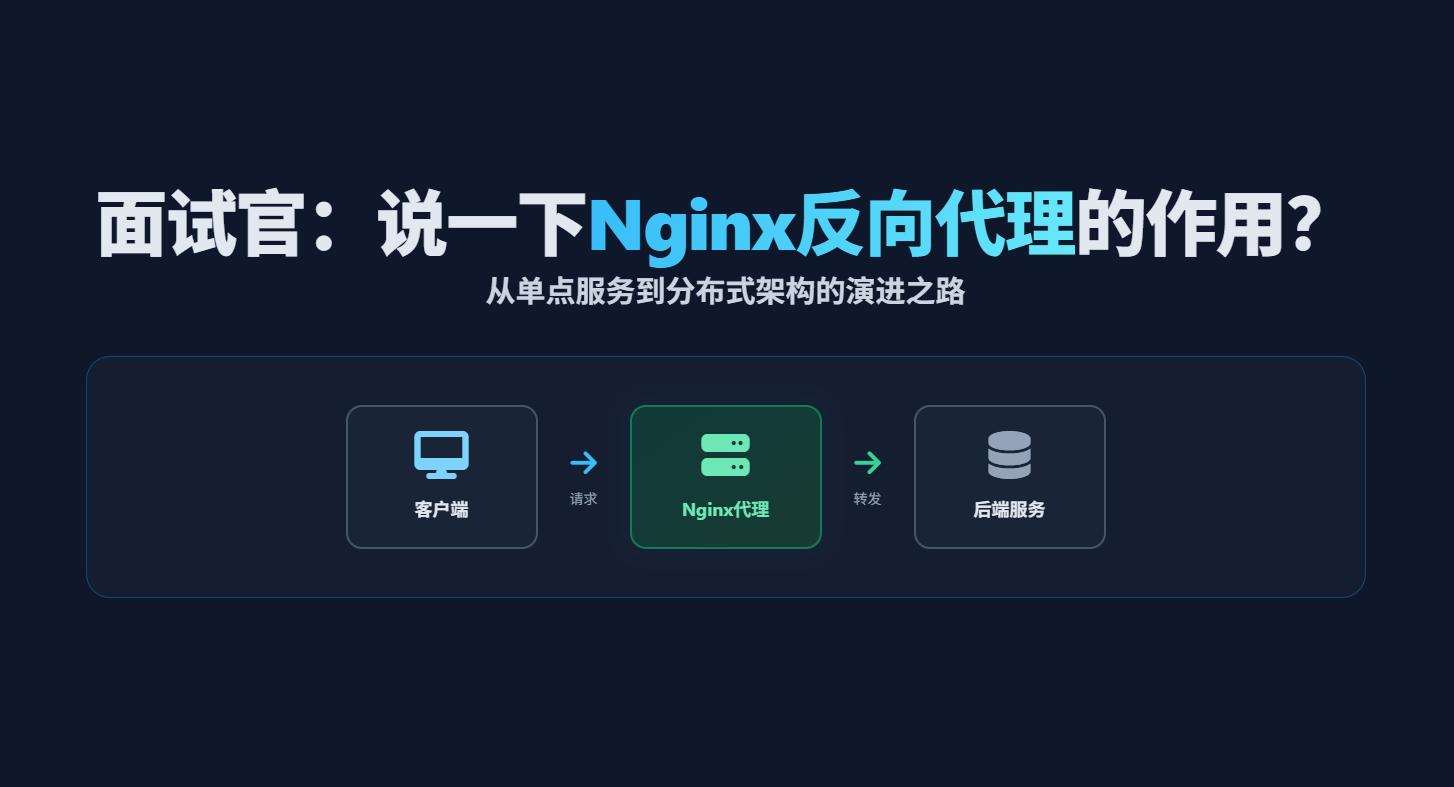 面试官：说一下Nginx反向代理的作用？
从单点服务到分布式架构的演进之路
客户端
请求
Nginx代理
转发
后端服务